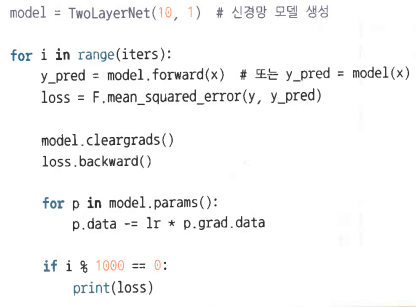 model = TwoLayerNet(10, 1)  # 신경망 모델 생성
for i in range(iters):
    y_pred = model.forward(x)  # 또는 y_pred = model(x)
    loss = F.mean_squared_error(y, y_pred)
    model.cleargrads()
    loss.backward()
    for p in model.params():
        p.data -= lr * p.grad.data
    if i % 1000 == 0:
        print(loss)